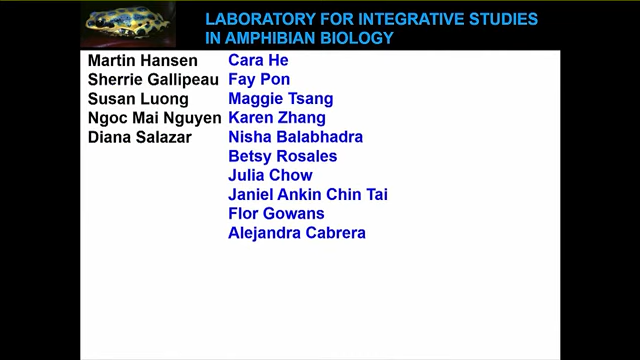 LABORATORY FOR INTEGRATIVE STUDIES
IN AMPHIBIAN BIOLOGY
Martin Hansen
Sherrie Gallipeau
Susan Luong
Ngoc Mai Nguyen
Diana Salazar
Cara He
Fay Pon
Maggie Tsang
Karen Zhang
Nisha Balabhadra
Betsy Rosales
Julia Chow
Janiel Ankin Chin Tai
Flor Gowans
Alejandra Cabrera